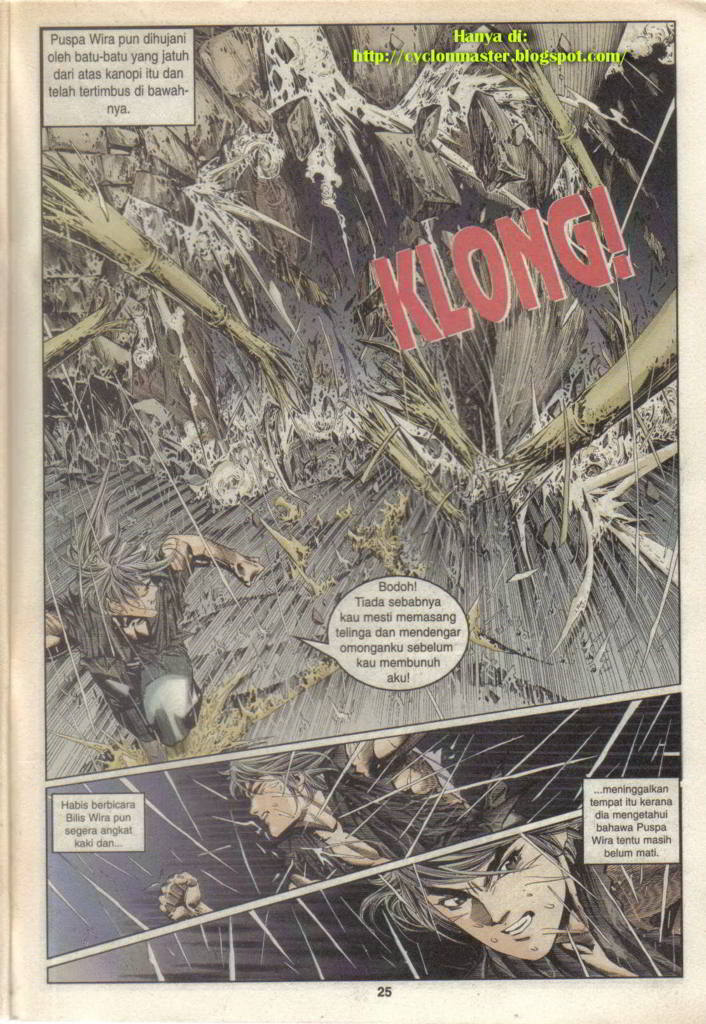 Puspa Wira pun dihujani
oleh batu-batu yang jatuh
dari atas kanopi itu dan
telah tertimbus di bawah-
nya.
Hanya di:
http://cyclonmaster.blogspot.com/
KLONG!
Bodoh!
Tiada sebabnya
kau mesti memasang
telinga dan mendengar
omonganku sebelum
kau membunuh
aku!
Habis berbicara
Bilis Wira pun
segera angkat
kaki dan...
...meninggalkan
tempat itu kerana
dia mengetahui
bahawa Puspa
Wira tentu masih
belum mati.
25